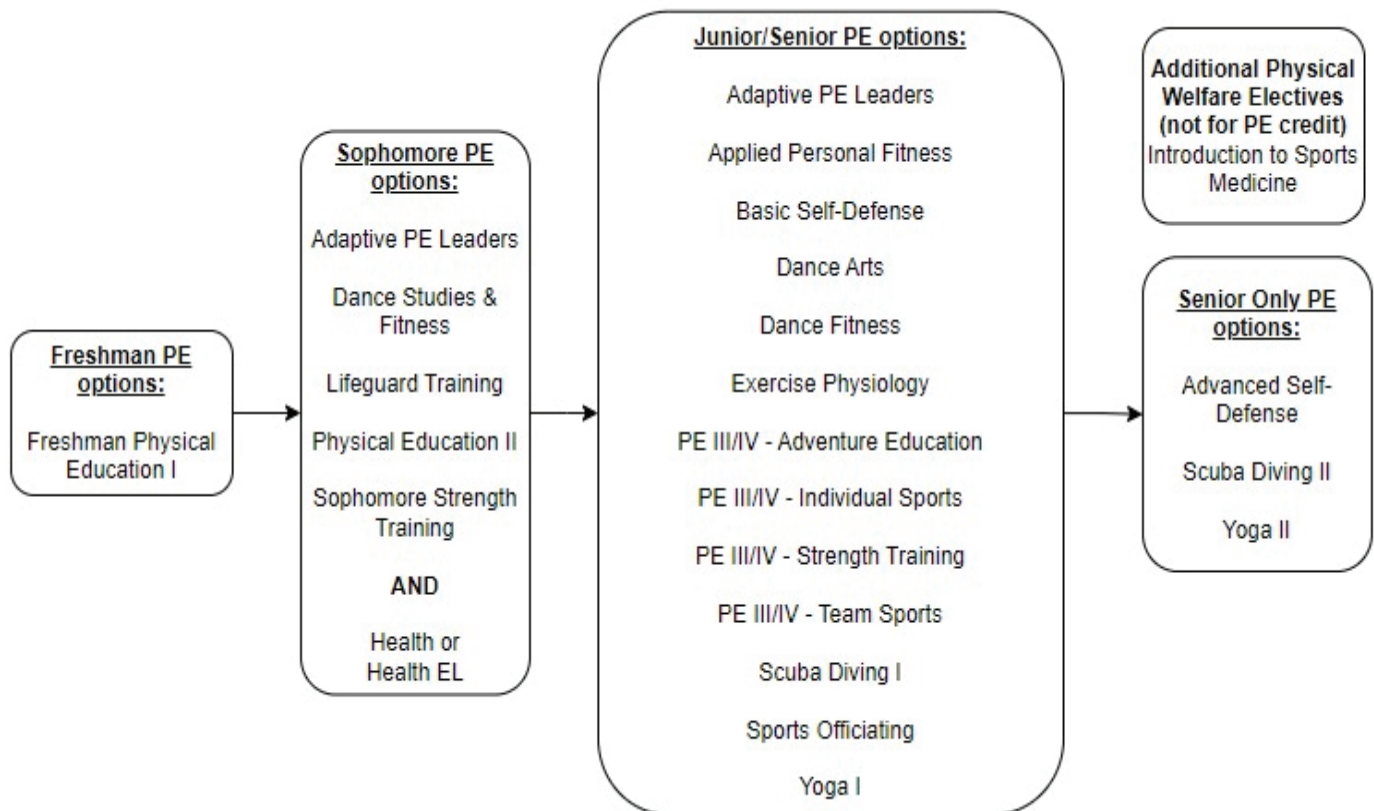 Freshman PE
options:
Freshman Physical
Education I
Sophomore PE
options:
Adaptive PE Leaders
Dance Studies &
Fitness
Lifeguard Training
Physical Education II
Sophomore Strength
Training
AND
Health or
Health EL
Junior/Senior PE options:
Adaptive PE Leaders
Applied Personal Fitness
Basic Self-Defense
Dance Arts
Dance Fitness
Exercise Physiology
PE III/IV - Adventure Education
PE III/IV - Individual Sports
PE III/IV - Strength Training
PE III/IV - Team Sports
Scuba Diving I
Sports Officiating
Yoga I
Additional Physical
Welfare Electives
(not for PE credit)
Introduction to Sports
Medicine
Senior Only PE
options:
Advanced Self-
Defense
Scuba Diving II
Yoga II